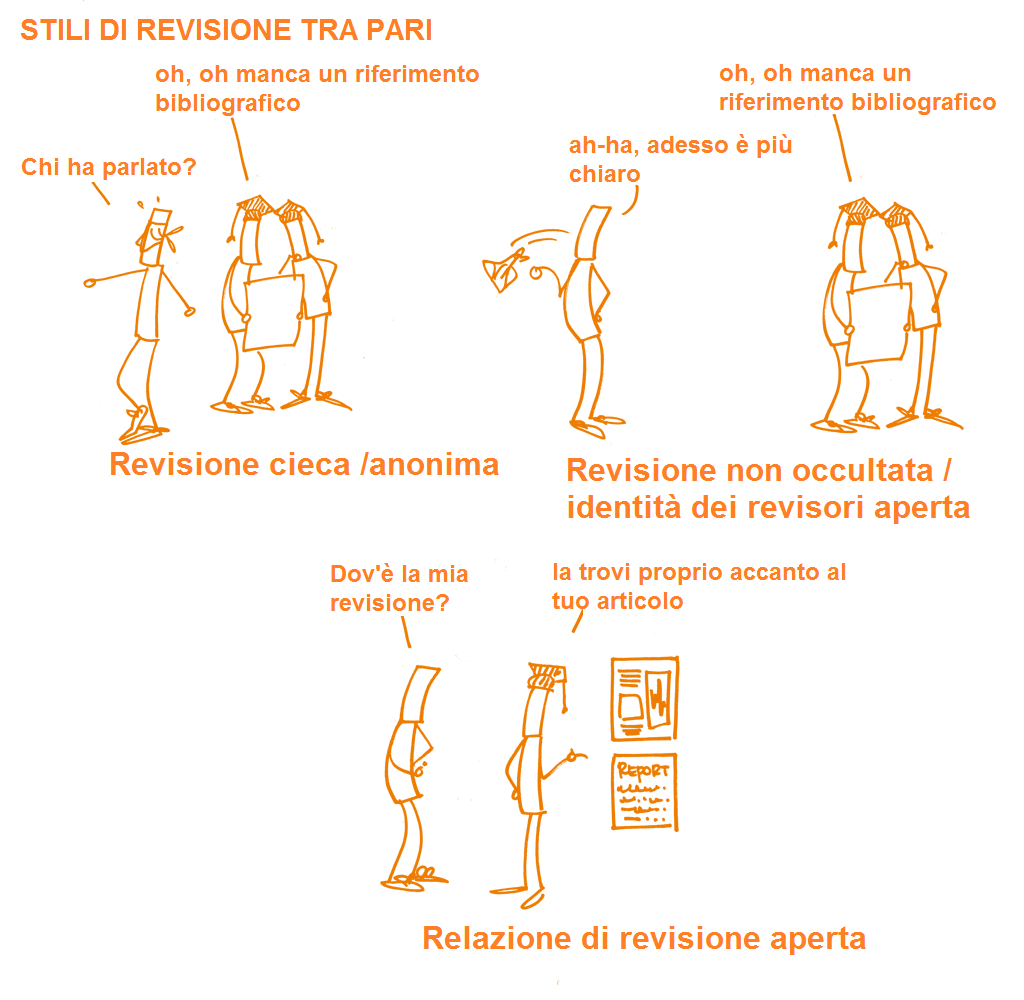 STILI DI REVISIONE TRA PARI
oh, oh manca un riferimento
bibliografico
Chi ha parlato?
Revisione cieca /anonima
oh, oh manca un
riferimento bibliografico
ah-ha, adesso è più
chiaro
Revisione non occultata /
identità dei revisori aperta
Dov'è la mia
revisione?
la trovi proprio accanto al
tuo articolo
REPORT
Relazione di revisione aperta